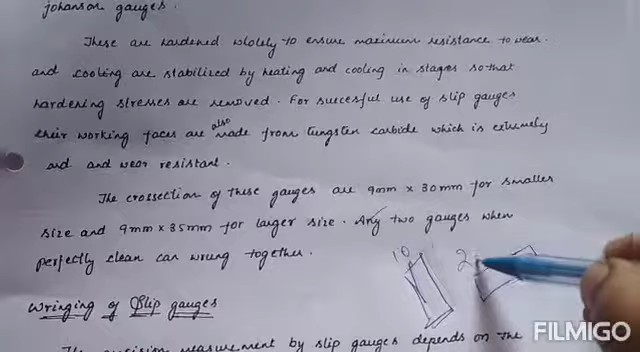 johanson gauges.
These are hardened wlolely to ensure maximum resistance to wear.
and cooling are stabilized by heating and cooling in stages so that
hardening stresses are removed. For succesful use of slip gauges
their working faces are also made from tungsten carbide which is extremely
and and wear resistant.
The crossection of these gauges are 9mm x 30mm for smaller
size and 9mm x 35mm for larger size. Any two gauges when
perfectly clean can wrung together.
10
2
Wringing of Slip gauges
measurement by slip gauges depends on the
FILMIGO